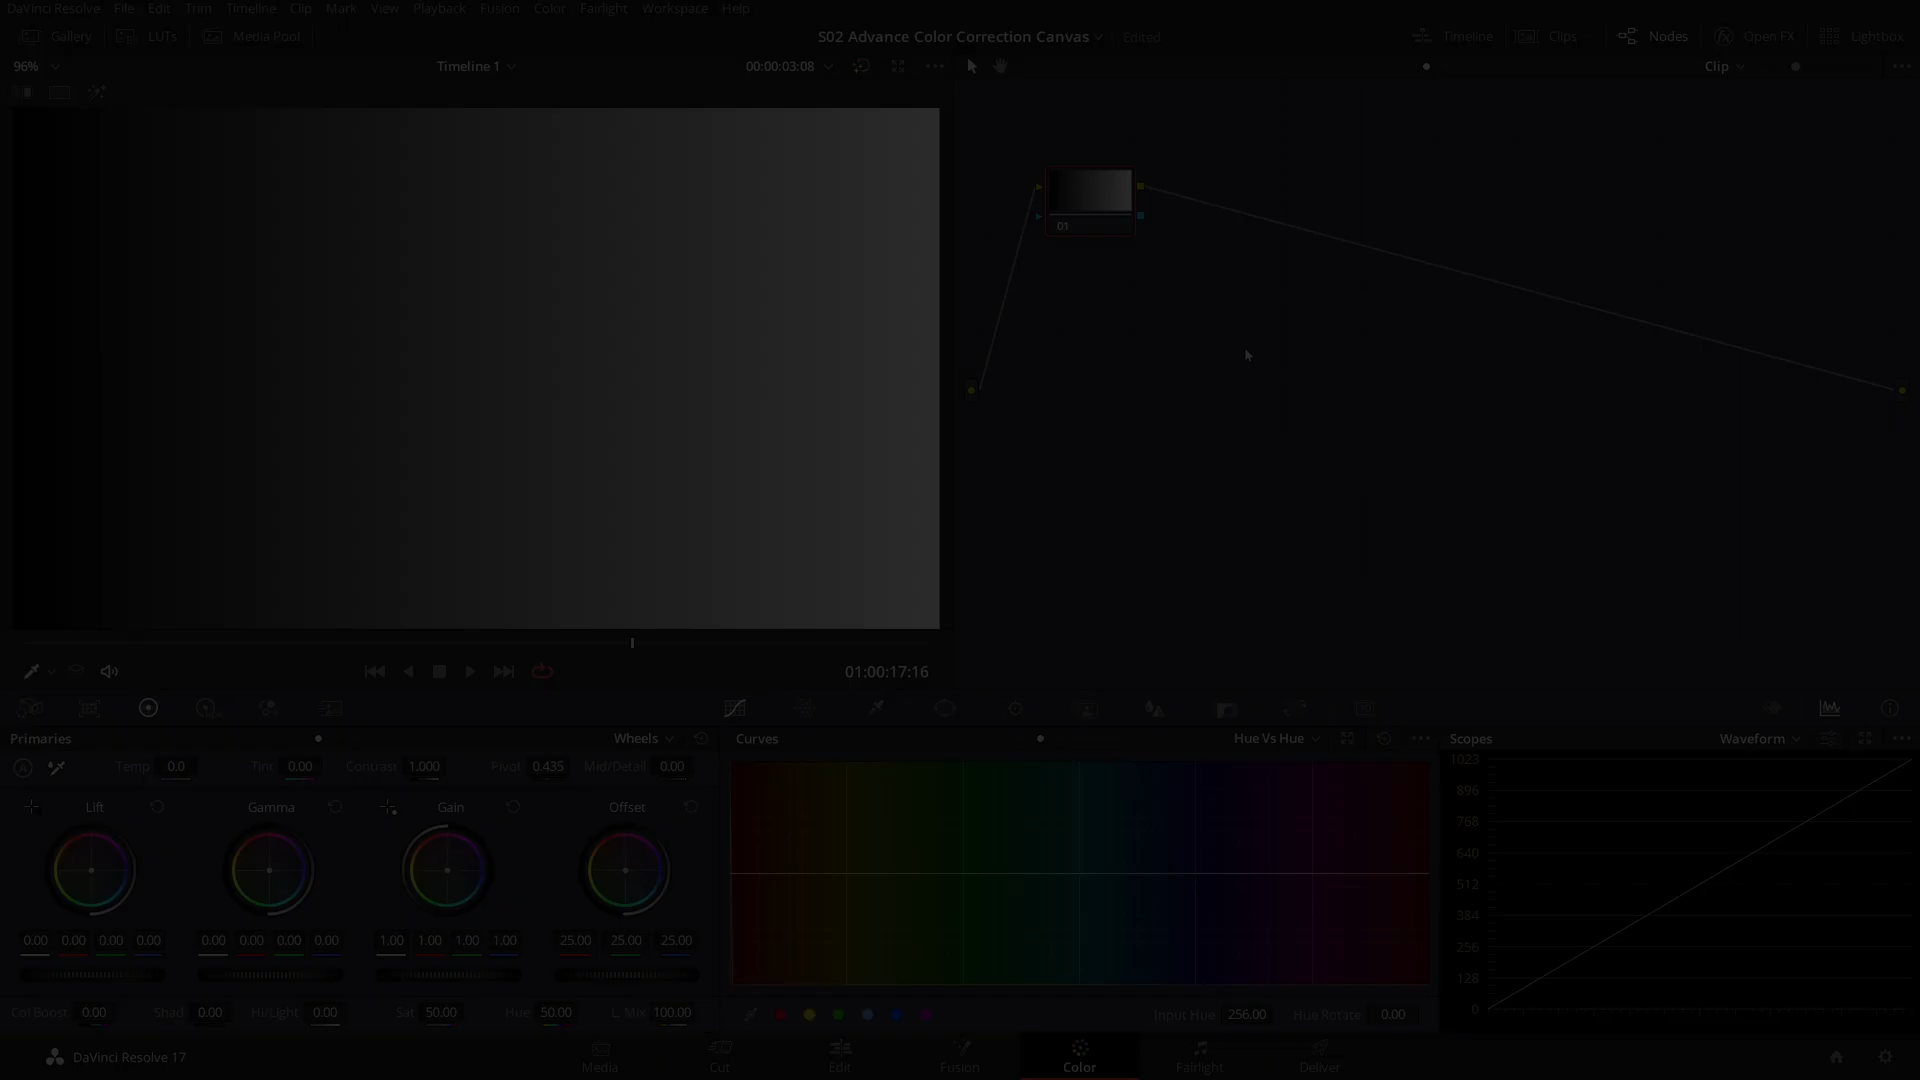 DaVinci Resolve File Edit Trim Timeline Clip Mark View Playback Fusion Color Fairlight Workspace Help
Gallery LUTs Media Pool S02 Advance Color Correction Canvas Edited Timeline Clips Nodes Open FX Lightbox
96% Timeline 1 00:00:03:08 Clip
01
01:00:17:16
Primaries Wheels Curves Hue Vs Hue Scopes Waveform
A Temp 0.0 Tint 0.00 Contrast 1.000 Pivot 0.435 Mid/Detail 0.00
Lift Gamma Gain Offset
0.00 0.00 0.00 0.00 0.00 0.00 0.00 0.00 1.00 1.00 1.00 1.00 25.00 25.00 25.00
Col Boost 0.00 Shad 0.00 Hi/Light 0.00 Sat 50.00 Hue 50.00 L. Mix 100.00
Input Hue 256.00 Hue Rotate 0.00
1023
896
768
640
512
384
256
128
0
DaVinci Resolve 17 Media Cut Edit Fusion Color Fairlight Deliver